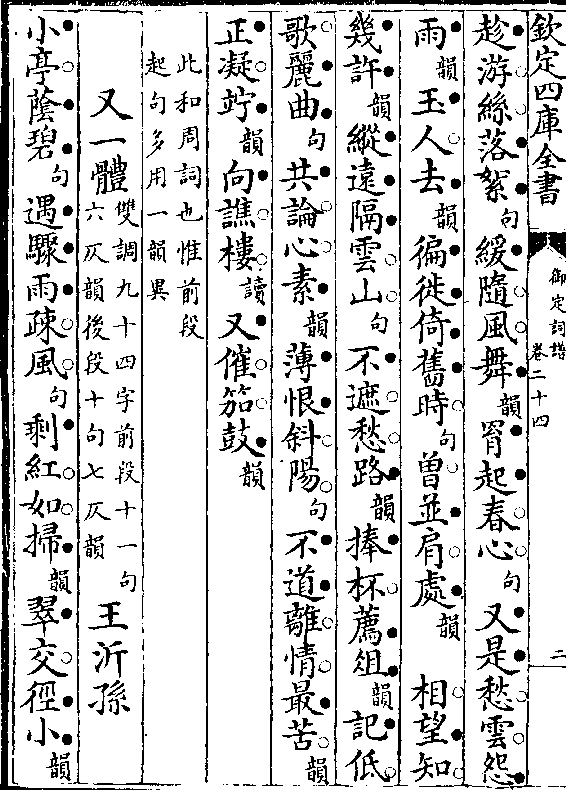 欽定四庫全書
御定詞譜
卷二十四
二
趁游絲落絮句緩隨風舞韻胷起春心句又是愁雲怨
雨韻玉人去韻徧徙倚舊時句曾並肩處韻　相望知
幾許韻縱遠隔雲山句不遮愁路韻捧杯薦俎韻記低
歌麗曲句共論心素韻薄恨斜陽句不道離情最苦韻
正凝竚韻向譙樓讀又催笳鼓韻
此和周詞也惟前段
起句多用一韻異
又一體雙調九十四字前段十一句
六仄韻後段十句七仄韻　王沂孫
小亭蔭碧句遇驟雨疎風句剩紅如掃韻翠交徑小韻